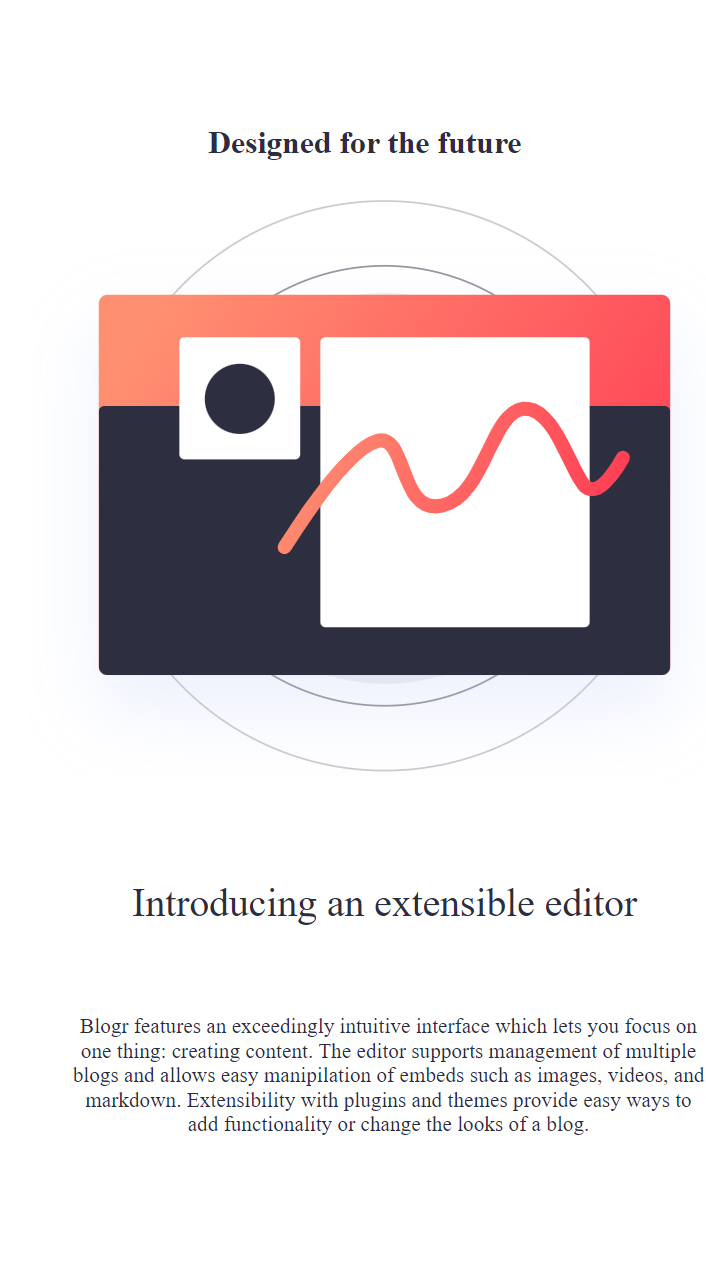 Designed for the future
Introducing an extensible editor
Blogr features an exceedingly intuitive interface which lets you focus on
one thing: creating content. The editor supports management of multiple
blogs and allows easy manipilation of embeds such as images, videos, and
markdown. Extensibility with plugins and themes provide easy ways to
add functionality or change the looks of a blog.